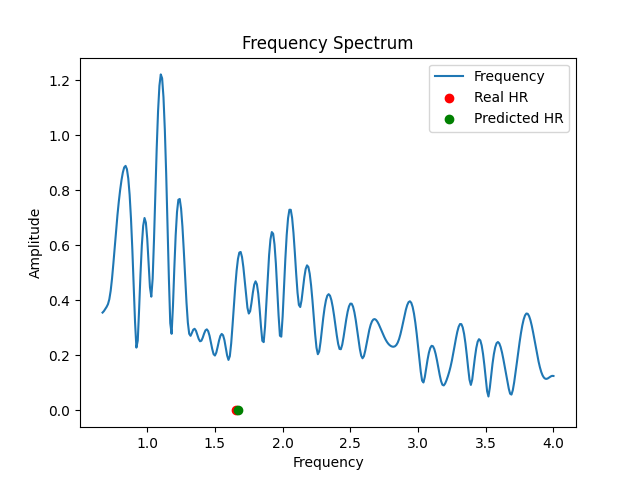 Frequency Spectrum
Frequency
Real HR
Predicted HR
Amplitude
1.2
1.0
0.8
0.6
0.4
0.2
0.0
1.0 1.5 2.0 2.5 3.0 3.5 4.0
Frequency